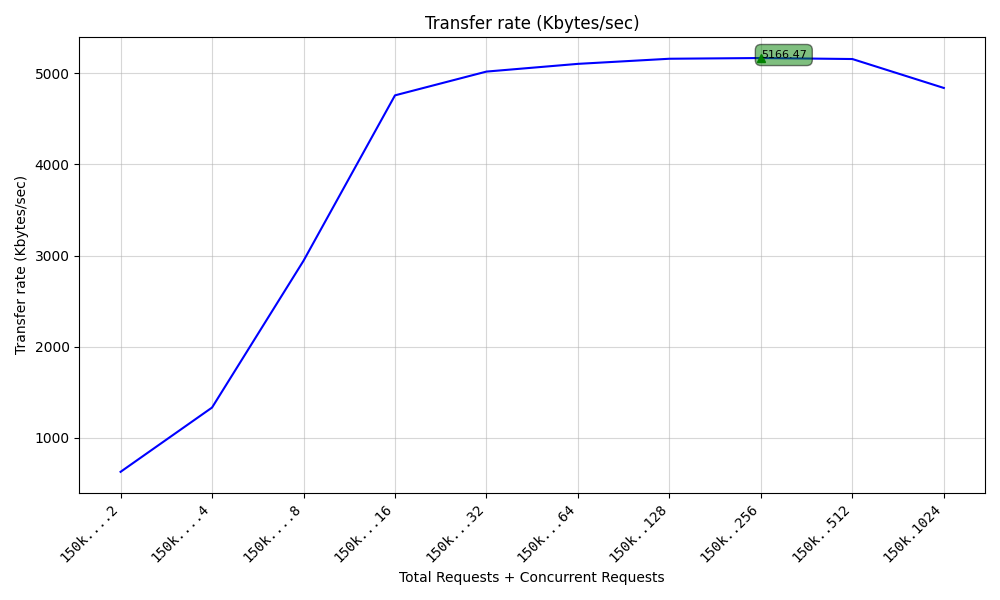 Transfer rate (Kbytes/sec)
5166.47
Transfer rate (Kbytes/sec)
5000
4000
3000
2000
1000
150k....2
150k....4
150k....8
150k...16
150k...32
150k...64
150k..128
150k..256
150k..512
150k.1024
Total Requests + Concurrent Requests